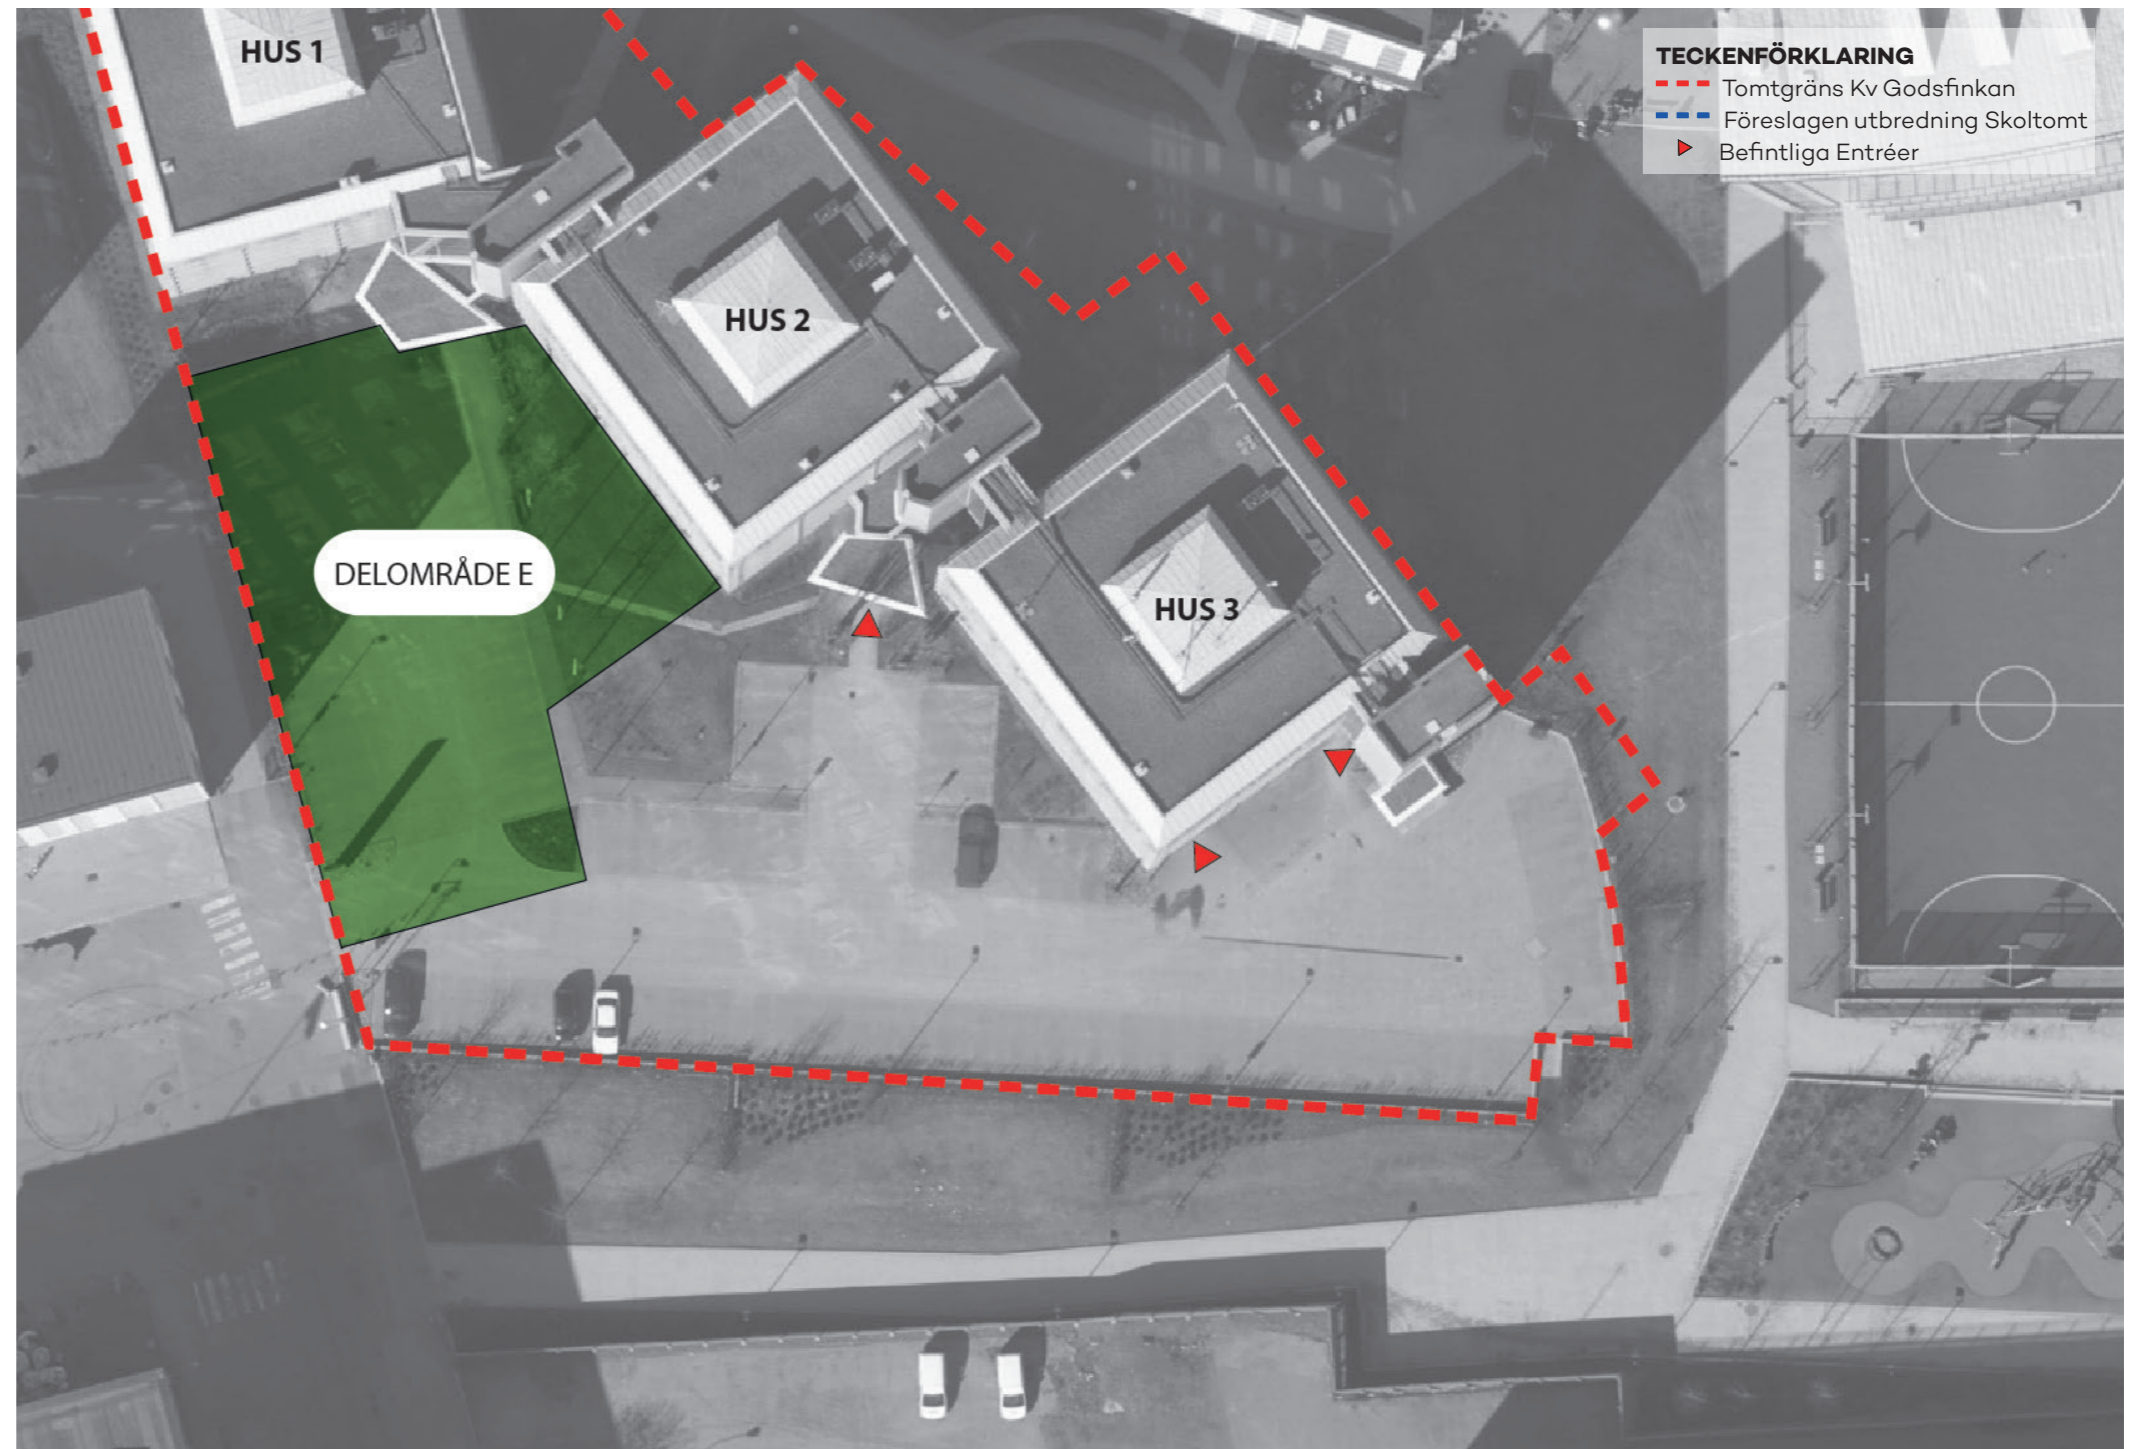 HUS 1
TECKENFÖRKLARING
Tomtgräns Kv Godsfinkan
Föreslagen utbredning Skoltomt
Befintliga Entréer
HUS 2
DELOMRÅDE E
HUS 3